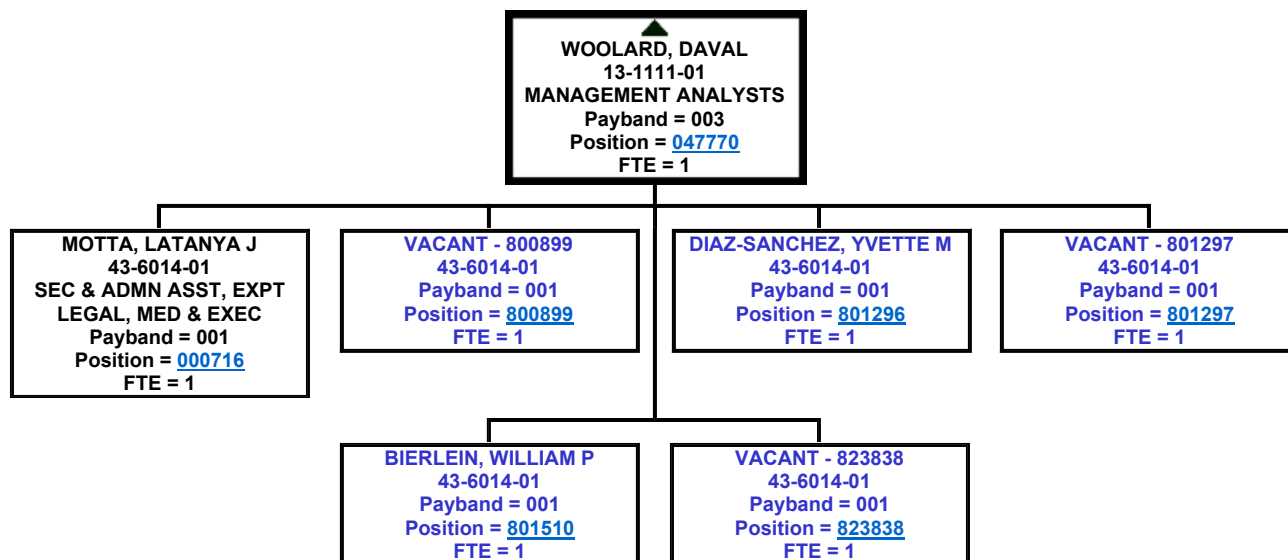 WOOLARD, DAVAL
13-1111-01
MANAGEMENT ANALYSTS
Payband = 003
Position = 047770
FTE = 1
MOTTA, LATANYA J
43-6014-01
SEC & ADMN ASST, EXPT
LEGAL, MED & EXEC
Payband = 001
Position = 000716
FTE = 1
VACANT - 800899
43-6014-01
Payband = 001
Position = 800899
FTE = 1
DIAZ-SANCHEZ, YVETTE M
43-6014-01
Payband = 001
Position = 801296
FTE = 1
VACANT - 801297
43-6014-01
Payband = 001
Position = 801297
FTE = 1
BIERLEIN, WILLIAM P
43-6014-01
Payband = 001
Position = 801510
FTE = 1
VACANT - 823838
43-6014-01
Payband = 001
Position = 823838
FTE = 1